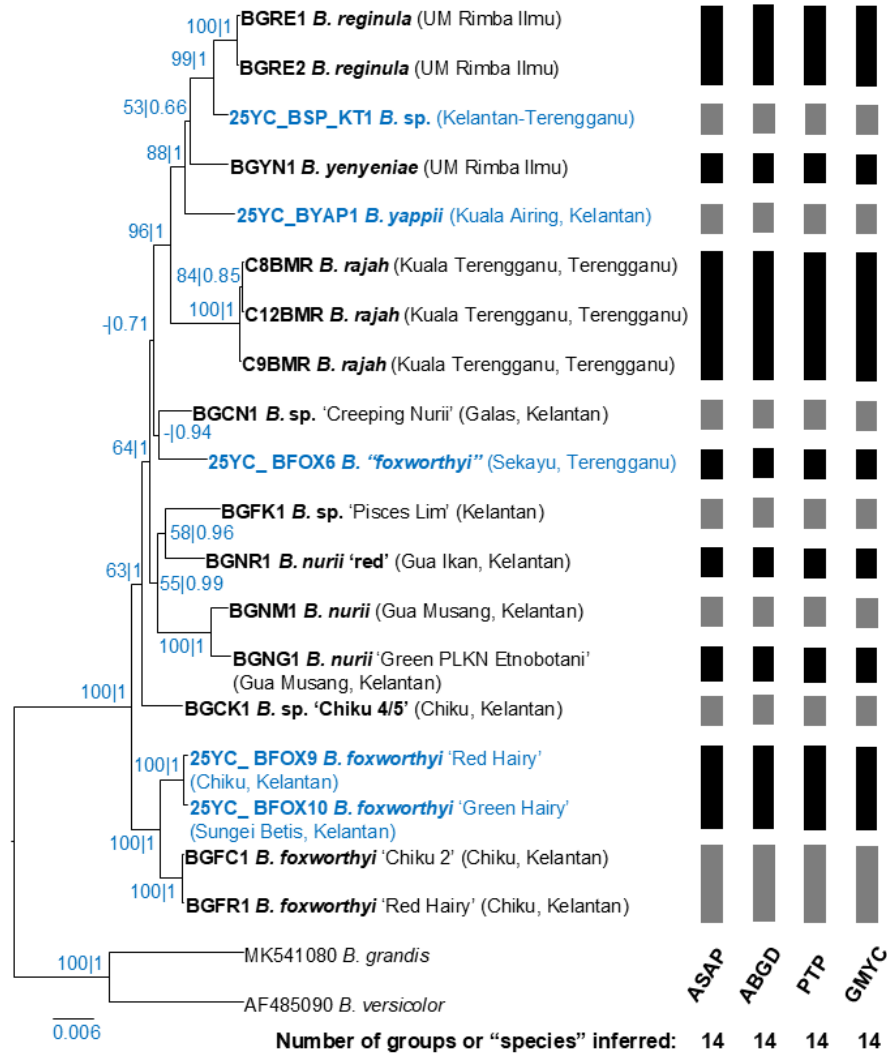 100|1
BGRE1 B. reginula (UM Rimba Ilmu)
99|1
BGRE2 B. reginula (UM Rimba Ilmu)
53|0.66
25YC_BSP_KT1 B. sp. (Kelantan-Terengganu)
88|1
BGYN1 B. yenyeniae (UM Rimba Ilmu)
25YC_BYAP1 B. yappii (Kuala Airing, Kelantan)
96|1
C8BMR B. rajah (Kuala Terengganu, Terengganu)
84|0.85
100|1
C12BMR B. rajah (Kuala Terengganu, Terengganu)
-|0.71
C9BMR B. rajah (Kuala Terengganu, Terengganu)
BGCN1 B. sp. ‘Creeping Nurii’ (Galas, Kelantan)
-|0.94
64|1
25YC_ BFOX6 B. “foxworthyi” (Sekayu, Terengganu)
BGFK1 B. sp. ‘Pisces Lim’ (Kelantan)
58|0.96
BGNR1 B. nurii ‘red’ (Gua Ikan, Kelantan)
63|1
55|0.99
BGNM1 B. nurii (Gua Musang, Kelantan)
100|1
BGNG1 B. nurii ‘Green PLKN Etnobotani’
(Gua Musang, Kelantan)
100|1
BGCK1 B. sp. ‘Chiku 4/5’ (Chiku, Kelantan)
100|1
25YC_ BFOX9 B. foxworthyi ‘Red Hairy’
(Chiku, Kelantan)
25YC_ BFOX10 B. foxworthyi ‘Green Hairy’
(Sungei Betis, Kelantan)
100|1
BGFC1 B. foxworthyi ‘Chiku 2’ (Chiku, Kelantan)
100|1
BGFR1 B. foxworthyi ‘Red Hairy’ (Chiku, Kelantan)
MK541080 B. grandis
100|1
AF485090 B. versicolor
0.006
ASAP
ABGD
PTP
GMYC
Number of groups or “species” inferred: 14 14 14 14